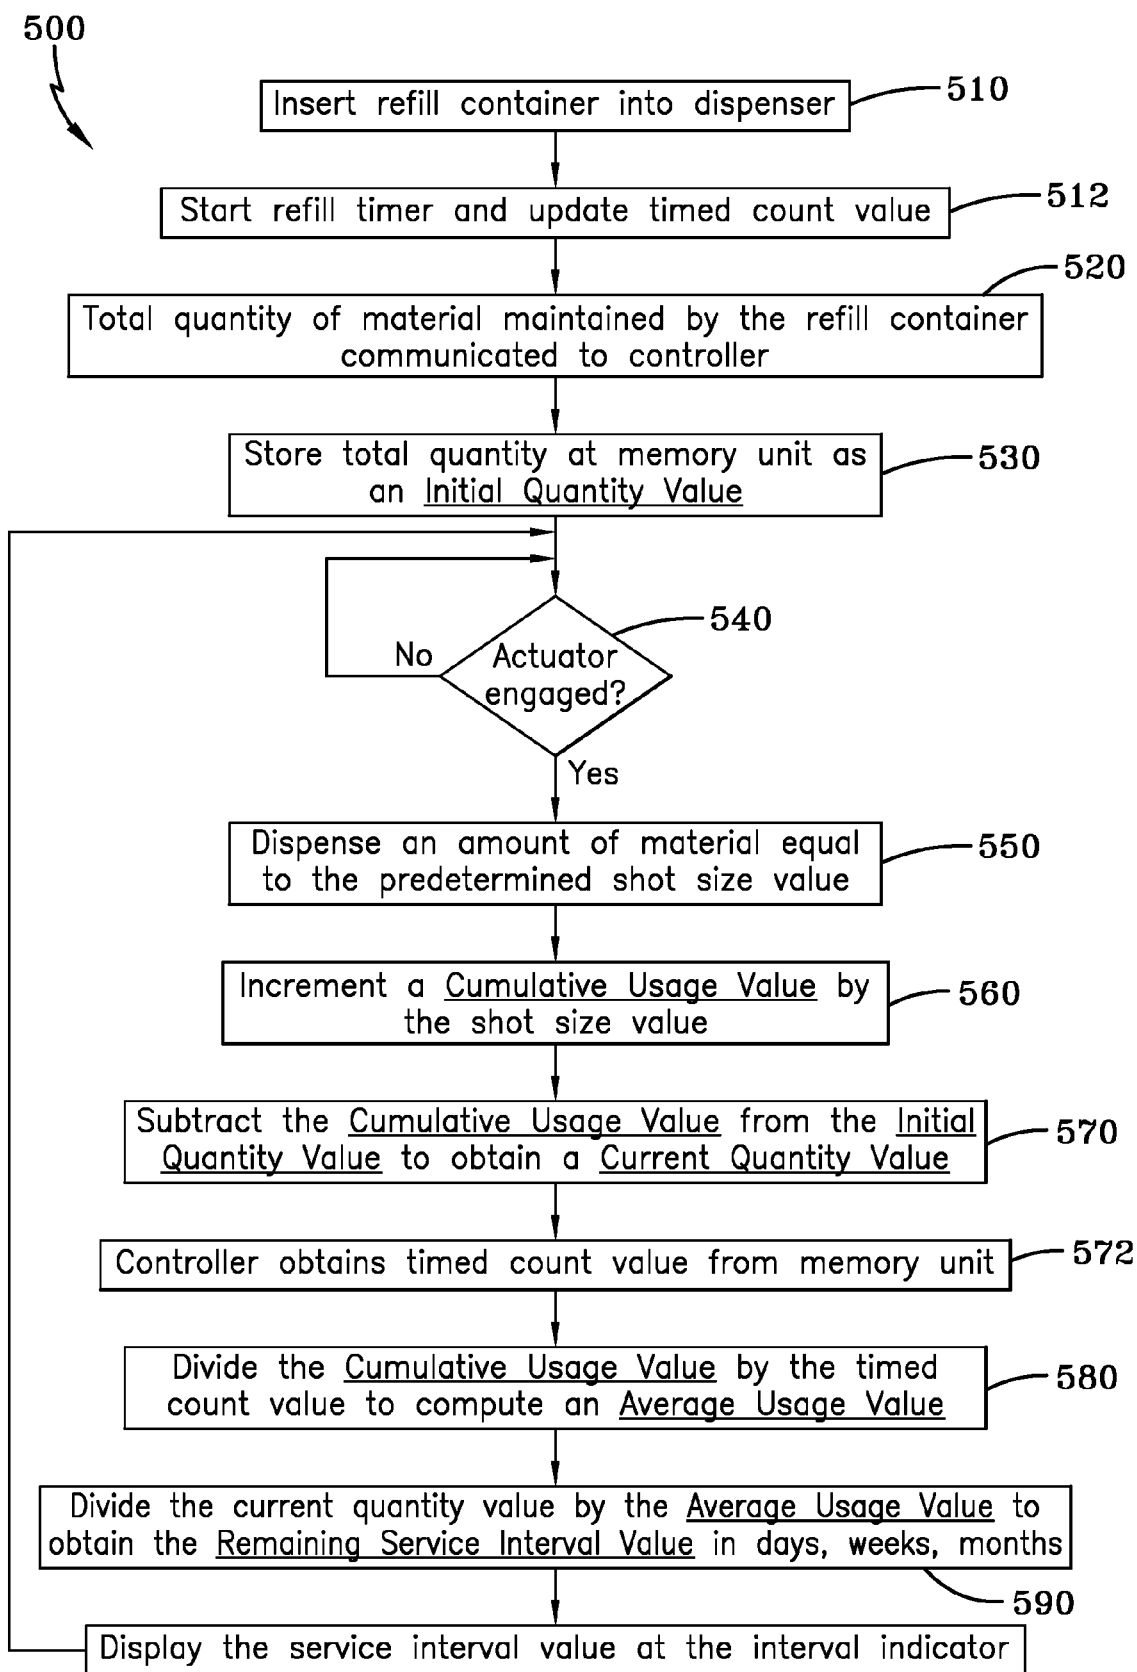 500
Insert refill container into dispenser
510
Start refill timer and update timed count value
512
520
Total quantity of material maintained by the refill container
communicated to controller
Store total quantity at memory unit as
an Initial Quantity Value
530
540
No
Actuator
engaged?
Yes
Dispense an amount of material equal
to the predetermined shot size value
550
Increment a Cumulative Usage Value by
the shot size value
560
Subtract the Cumulative Usage Value from the Initial
Quantity Value to obtain a Current Quantity Value
570
Controller obtains timed count value from memory unit
572
Divide the Cumulative Usage Value by the timed
count value to compute an Average Usage Value
580
Divide the current quantity value by the Average Usage Value to
obtain the Remaining Service Interval Value in days, weeks, months
590
Display the service interval value at the interval indicator